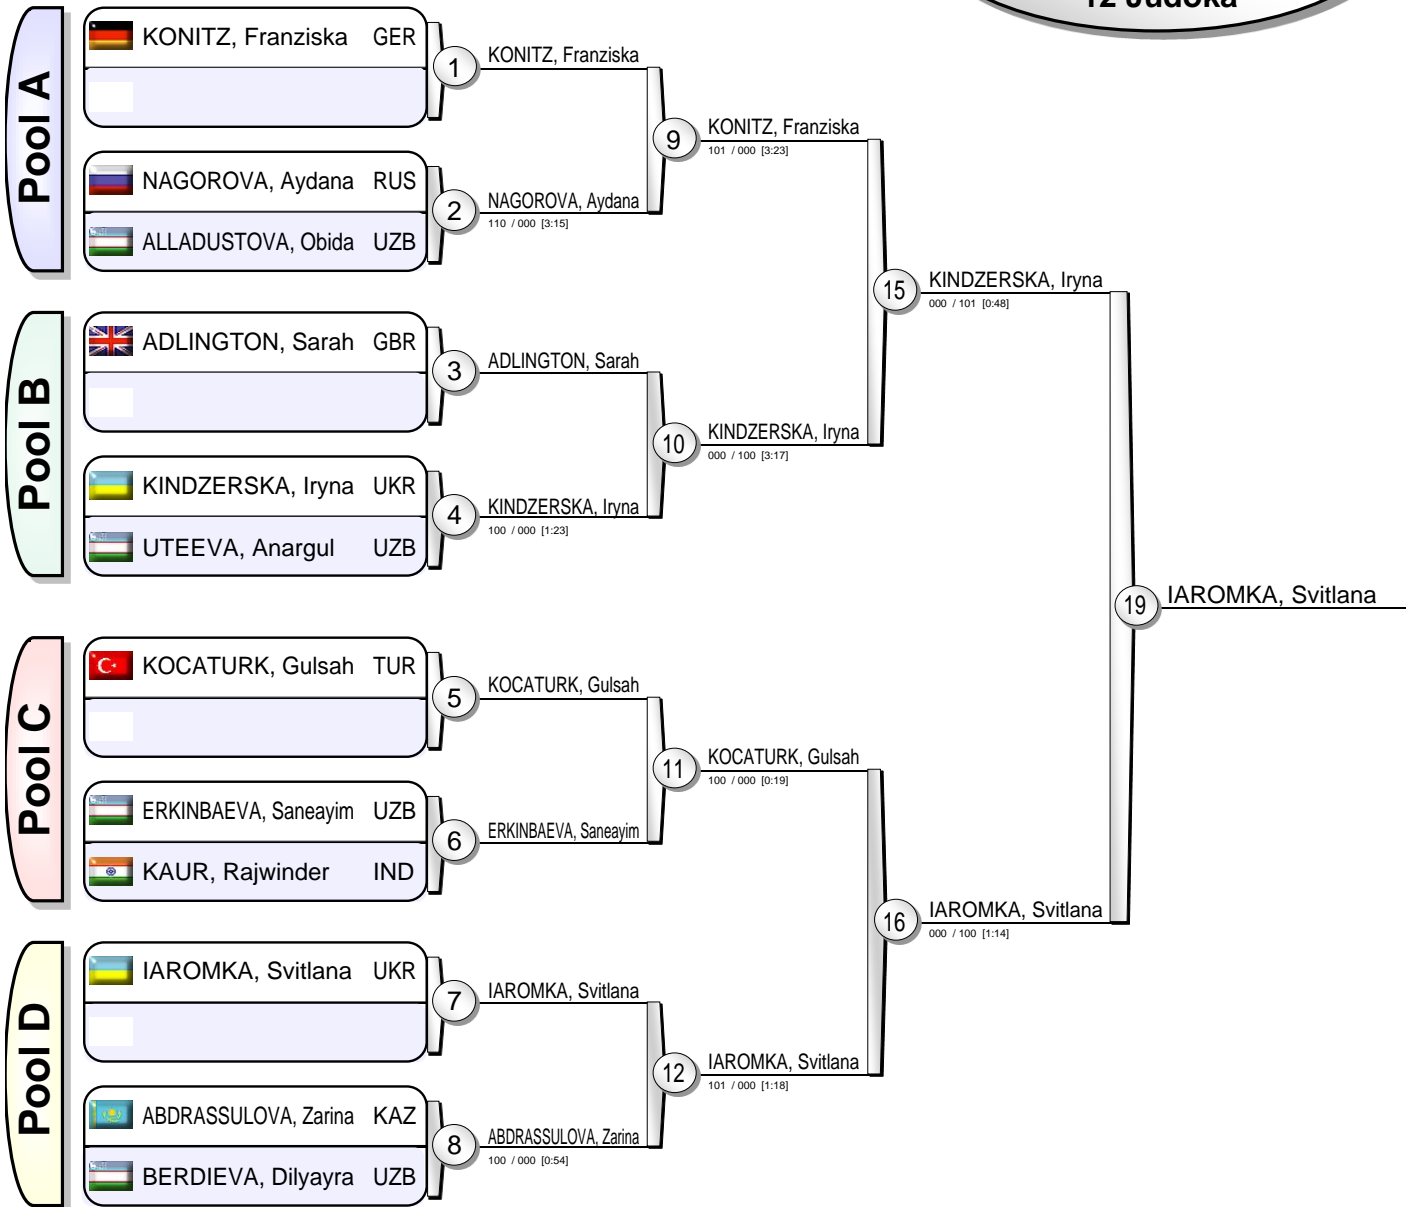 12 Judoka
Pool A
KONITZ, Franziska GER
1
KONITZ, Franziska
NAGOROVA, Aydana RUS
ALLADUSTOVA, Obida UZB
2
NAGOROVA, Aydana
110 / 000 [3:15]
9
KONITZ, Franziska
101 / 000 [3:23]
Pool B
ADLINGTON, Sarah GBR
3
ADLINGTON, Sarah
KINDZERSKA, Iryna UKR
UTEEVA, Anargul UZB
4
KINDZERSKA, Iryna
100 / 000 [1:23]
10
KINDZERSKA, Iryna
000 / 100 [3:17]
15
KINDZERSKA, Iryna
000 / 101 [0:48]
Pool C
KOCATURK, Gulsah TUR
5
KOCATURK, Gulsah
ERKINBAEVA, Saneayim UZB
KAUR, Rajwinder IND
6
ERKINBAEVA, Saneayim
11
KOCATURK, Gulsah
100 / 000 [0:19]
Pool D
IAROMKA, Svitlana UKR
7
IAROMKA, Svitlana
ABDRASSULOVA, Zarina KAZ
BERDIEVA, Dilyayra UZB
8
ABDRASSULOVA, Zarina
100 / 000 [0:54]
12
IAROMKA, Svitlana
101 / 000 [1:18]
16
IAROMKA, Svitlana
000 / 100 [1:14]
19
IAROMKA, Svitlana